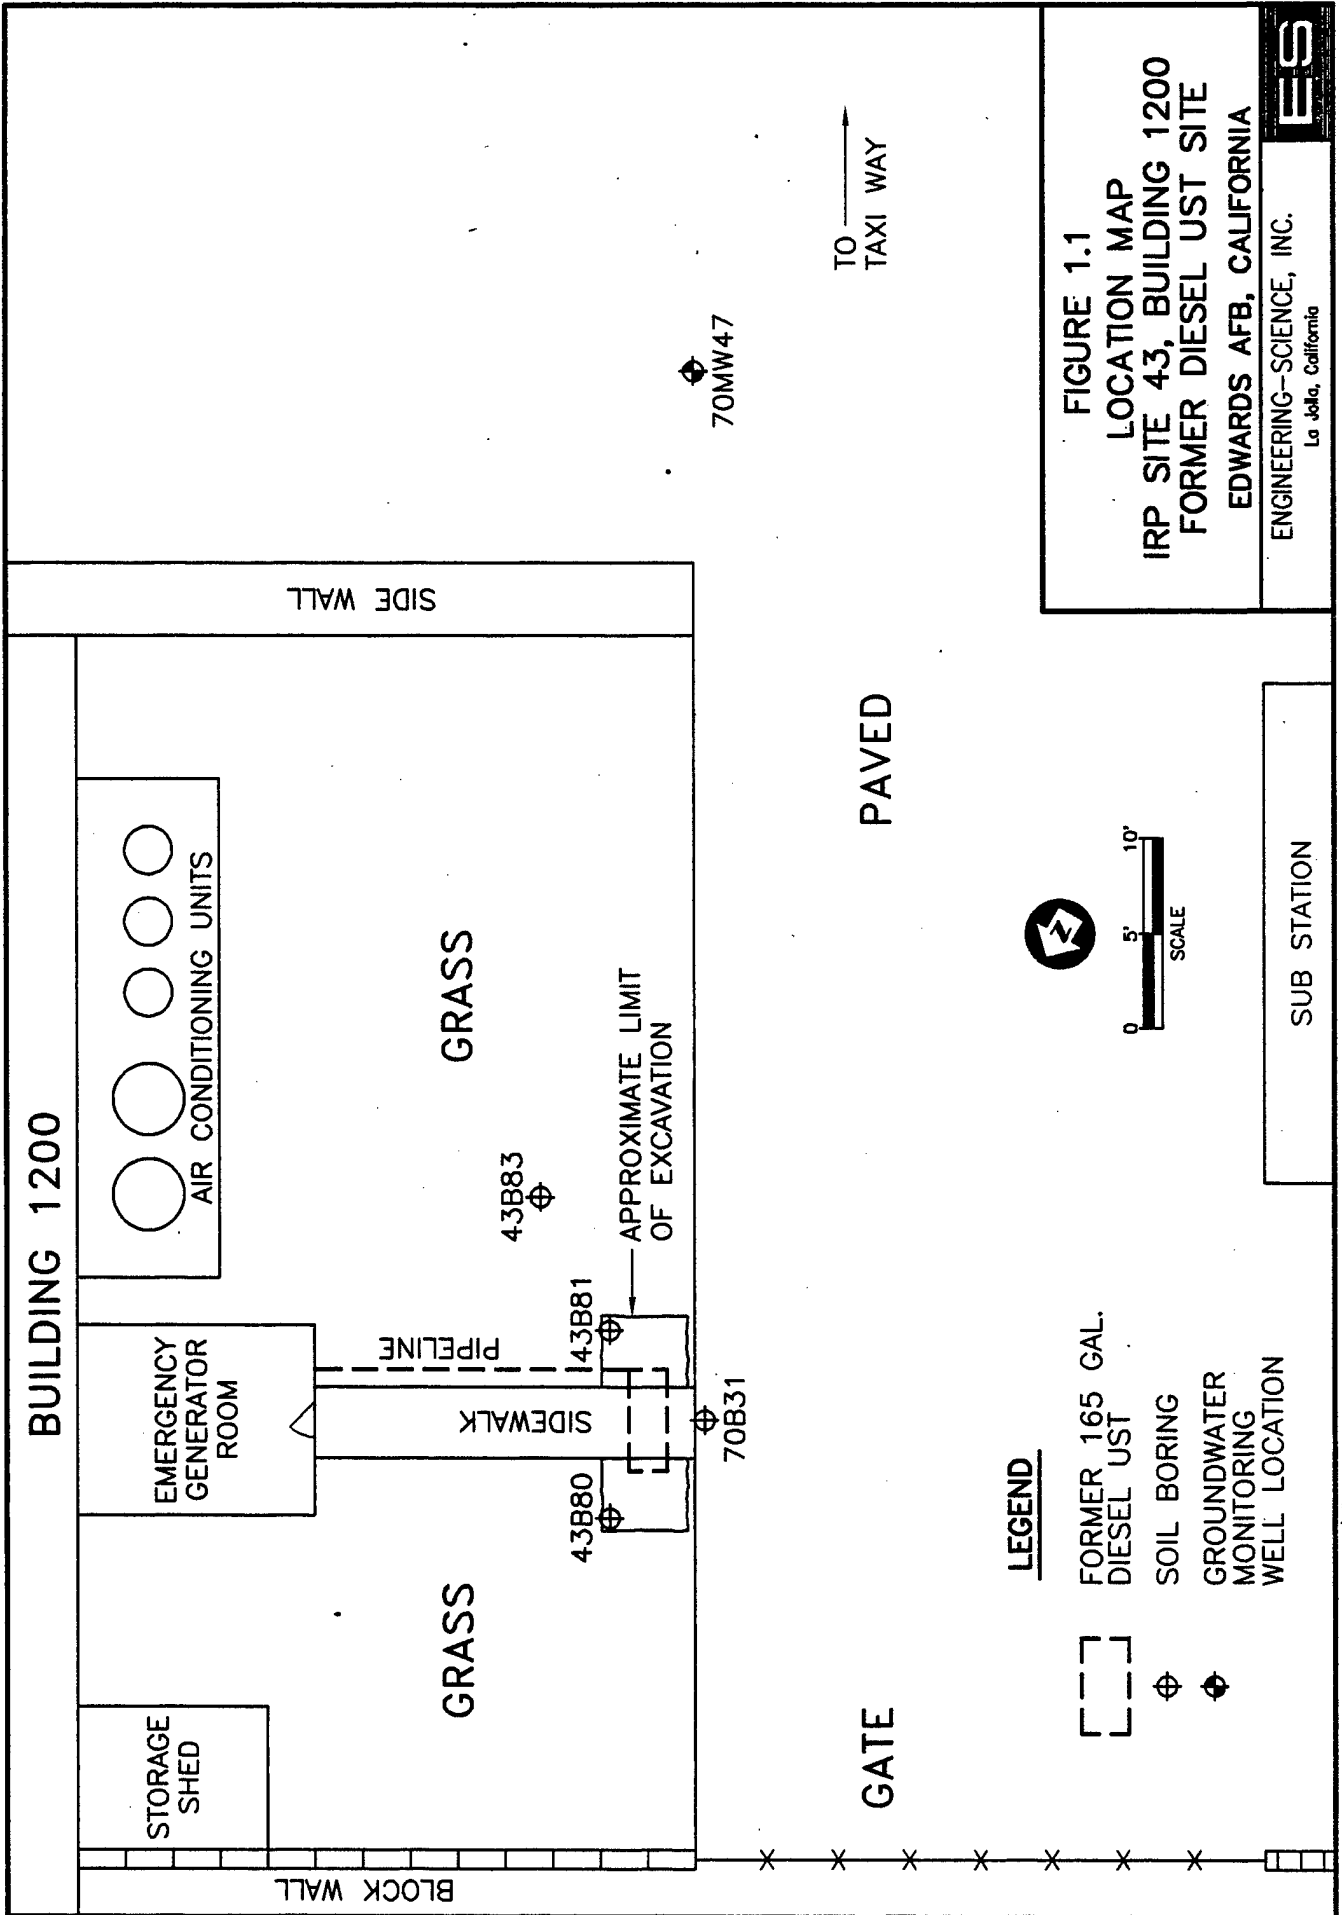 BUILDING 1200
STORAGE
SHED
EMERGENCY
GENERATOR
ROOM
AIR CONDITIONING UNITS
SIDE WALL
BLOCK WALL
GRASS
SIDEWALK
PIPELINE
GRASS
43B80
43B81
43B83
APPROXIMATE LIMIT
OF EXCAVATION
70B31
70MW47
TO
TAXI WAY
GATE
PAVED
N
0
5'
10'
SCALE
SUB STATION
LEGEND
FORMER 165 GAL.
DIESEL UST
SOIL BORING
GROUNDWATER
MONITORING
WELL LOCATION
FIGURE 1.1
LOCATION MAP
IRP SITE 43, BUILDING 1200
FORMER DIESEL UST SITE
EDWARDS AFB, CALIFORNIA
ENGINEERING-SCIENCE, INC.
La Jolla, California
ES